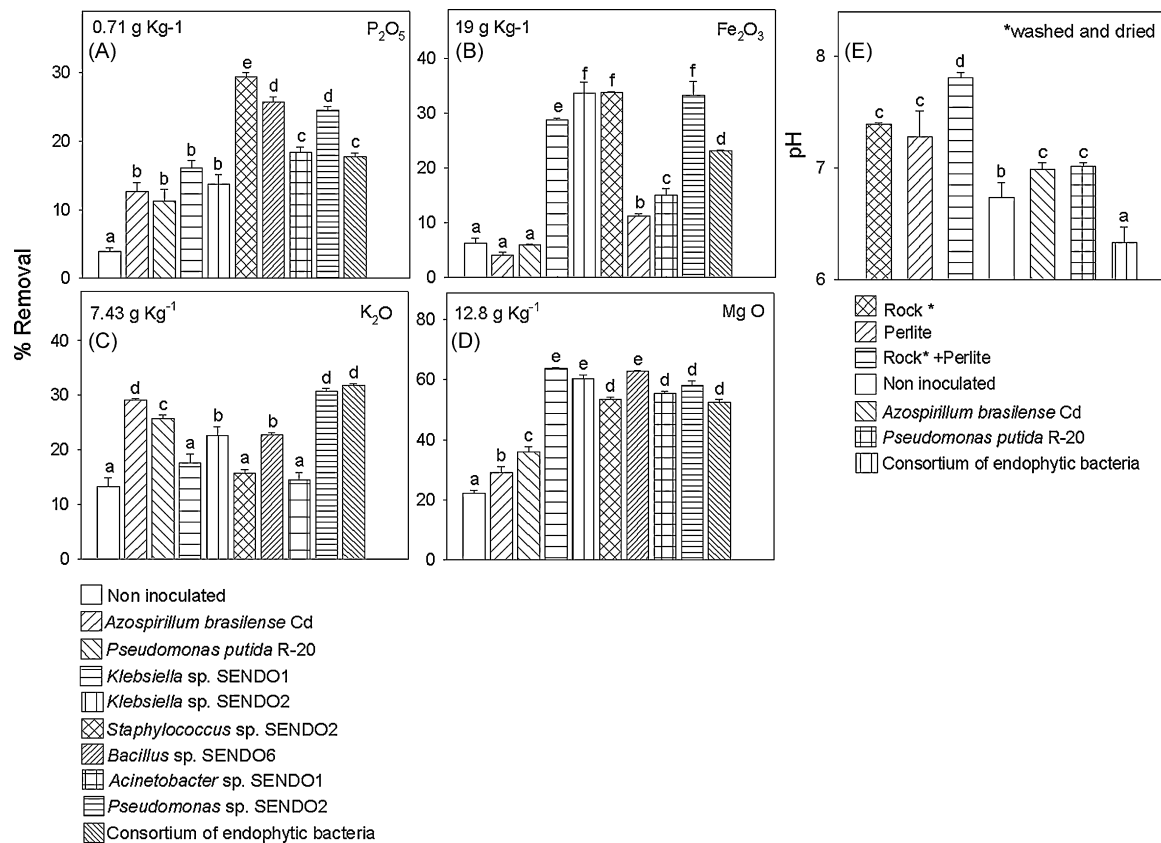 0.71 g Kg-1
P2O5
(A)
30
20
10
0
e
d
d
c
c
b
b
b
b
a
19 g Kg-1
Fe2O3
(B)
40
30
20
10
0
a
a
a
e
f
f
b
c
f
d
% Removal
7.43 g Kg-1
K2O
(C)
40
30
20
10
0
a
d
c
a
b
a
b
a
d
d
12.8 g Kg-1
Mg O
(D)
80
60
40
20
0
a
b
c
e
e
d
e
d
d
d
Non inoculated
Azospirillum brasilense Cd
Pseudomonas putida R-20
Klebsiella sp. SENDO1
Klebsiella sp. SENDO2
Staphylococcus sp. SENDO2
Bacillus sp. SENDO6
Acinetobacter sp. SENDO1
Pseudomonas sp. SENDO2
Consortium of endophytic bacteria
(E)
*washed and dried
pH
8
7
6
c
c
d
b
c
c
a
Rock *
Perlite
Rock* +Perlite
Non inoculated
Azospirillum brasilense Cd
Pseudomonas putida R-20
Consortium of endophytic bacteria